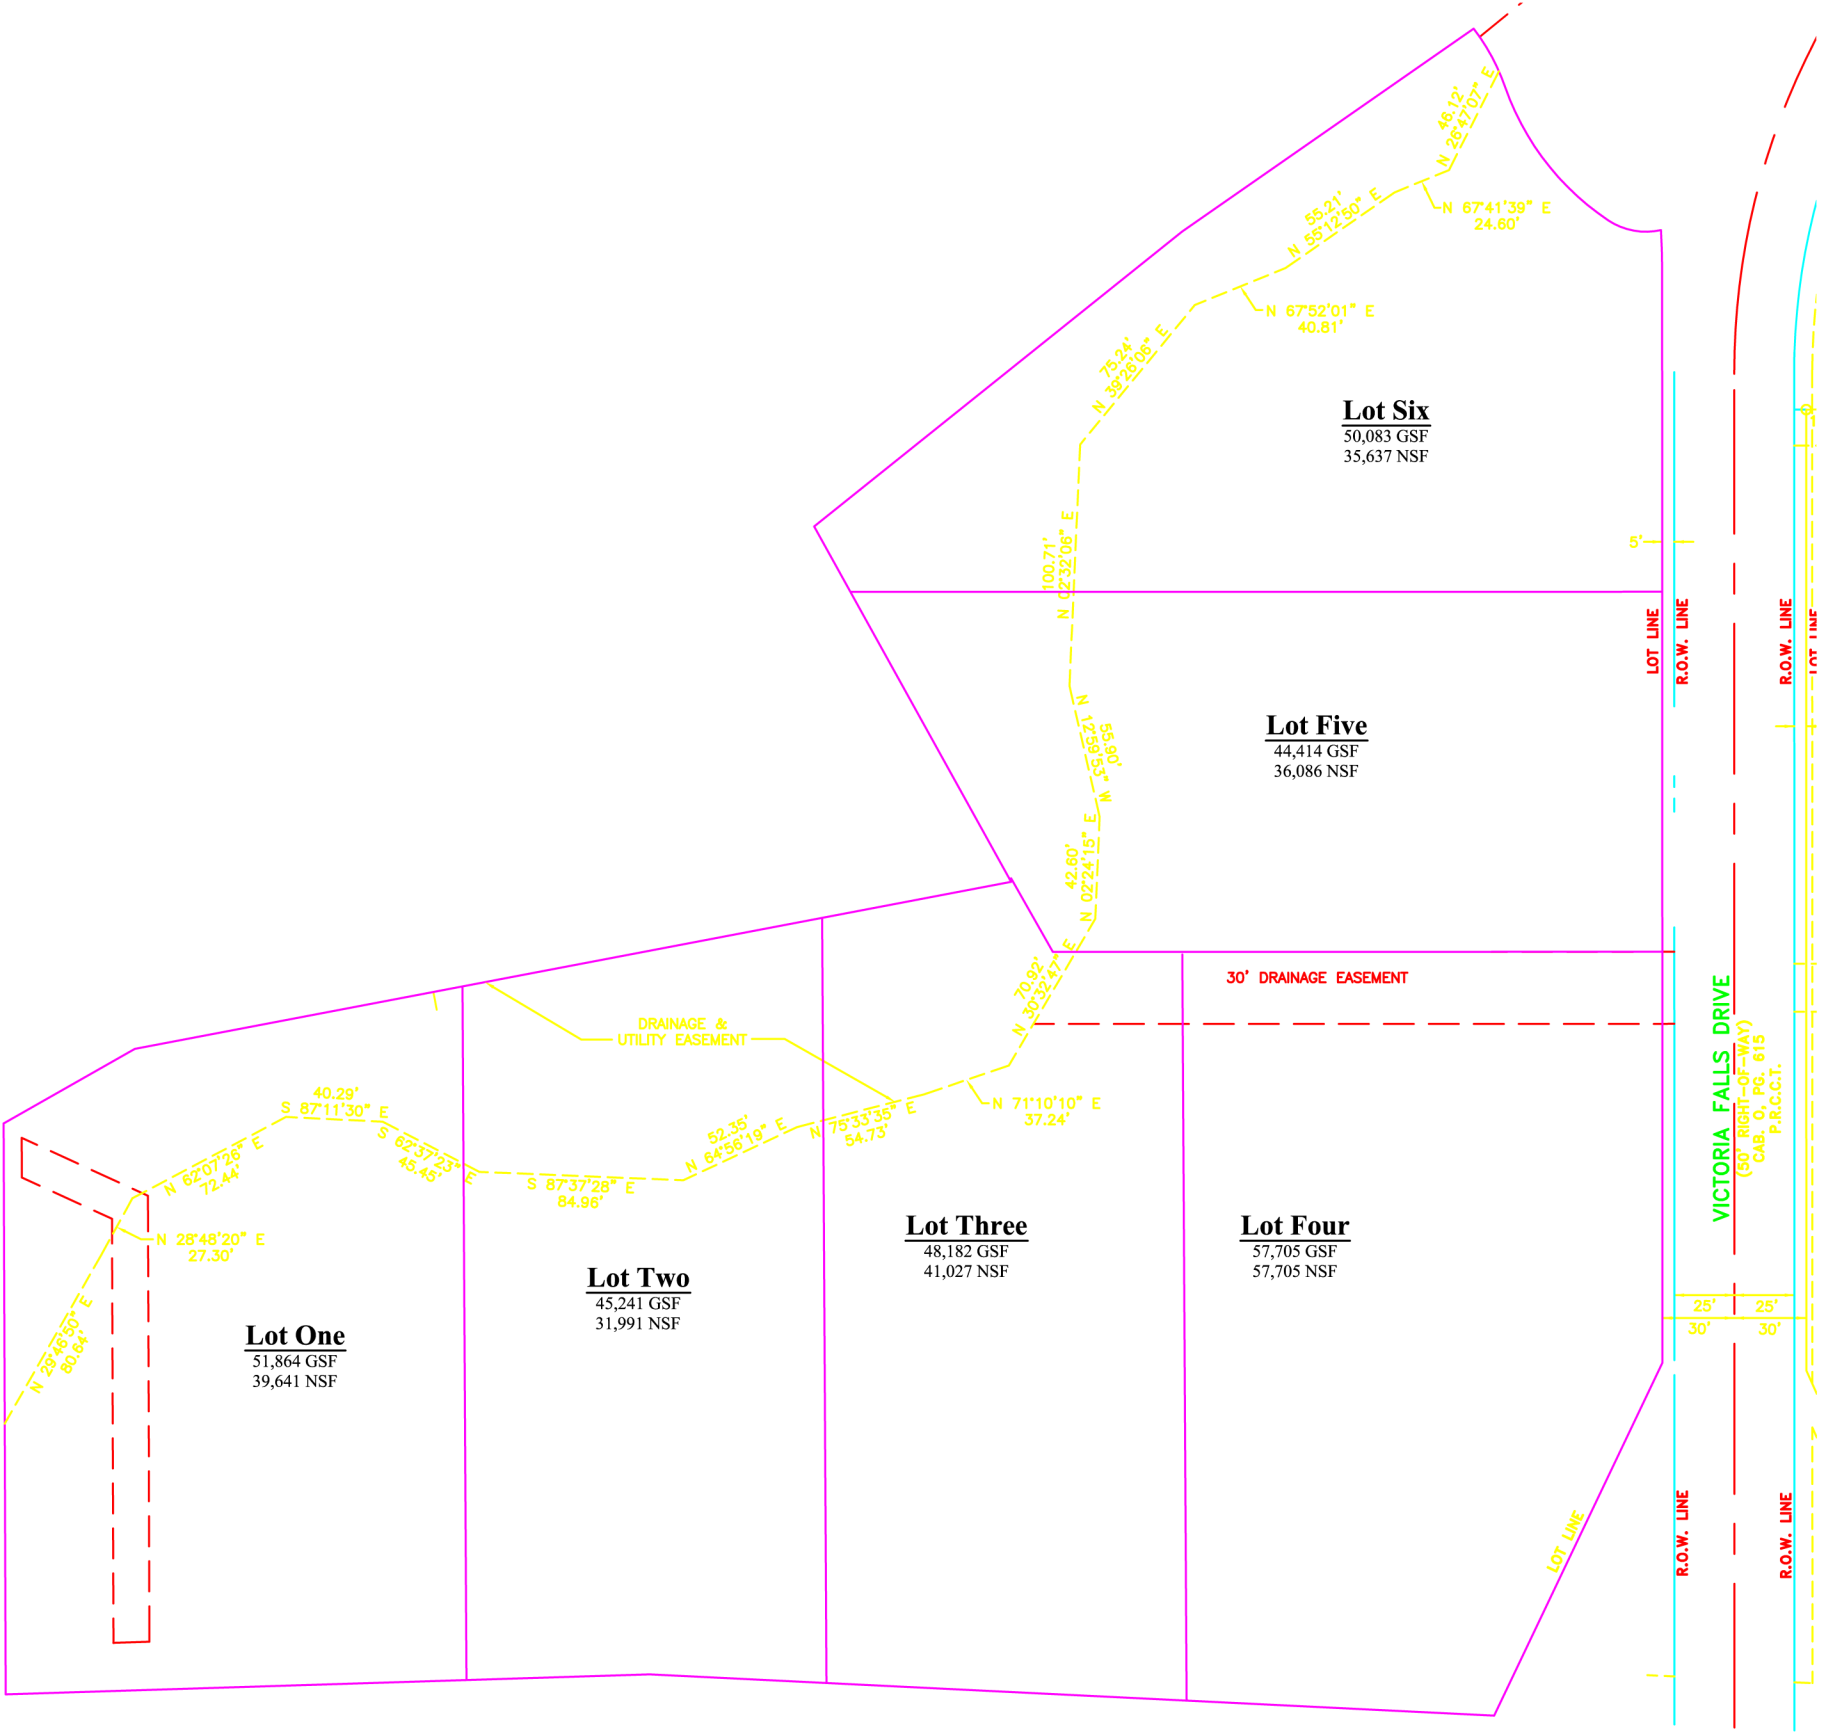 46.12'
N 26°47'07" E
55.21'
N 55°12'50" E
N 67°41'39" E
24.60'
N 67°52'01" E
40.81'
75.24'
N 39°26'06" E
Lot Six
50,083 GSF
35,637 NSF
100.71'
N 02°32'06" E
5'
LOT LINE
R.O.W. LINE
R.O.W. LINE
LOT LINE
Lot Five
44,414 GSF
36,086 NSF
55.90'
N 12°59'53" W
42.60'
N 02°24'15" E
70.92'
N 30°32'47" E
30' DRAINAGE EASEMENT
DRAINAGE &
UTILITY EASEMENT
VICTORIA FALLS DRIVE
(50' RIGHT-OF-WAY)
CAB. O, PG. 615
P.R.C.C.T.
40.29'
S 87°11'30" E
S 62°37'23" E
45.45'
N 62°07'26" E
72.44'
52.35'
N 64°56'19" E
N 75°33'35" E
54.73'
N 71°10'10" E
37.24'
S 87°37'28" E
84.96'
N 28°48'20" E
27.30'
N 29°46'50" E
80.64'
Lot Three
48,182 GSF
41,027 NSF
Lot Four
57,705 GSF
57,705 NSF
Lot Two
45,241 GSF
31,991 NSF
Lot One
51,864 GSF
39,641 NSF
25'
25'
30'
30'
LOT LINE
R.O.W. LINE
R.O.W. LINE